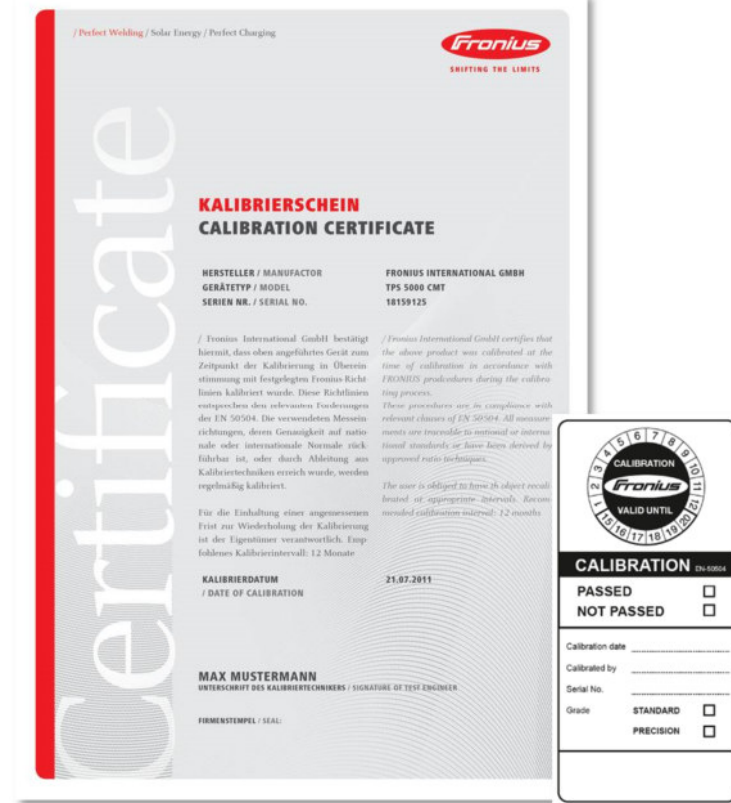 / Perfect Welding / Solar Energy / Perfect Charging
Fronius
SHIFTING THE LIMITS
Certificate
KALIBRIERSCHEIN
CALIBRATION CERTIFICATE
HERSTELLER / MANUFACTOR FRONIUS INTERNATIONAL GMBH
GERÄTETYP / MODEL TPS 5000 CMT
SERIEN NR. / SERIAL NO. 18159125
/ Fronius International GmbH bestätigt
hiermit, dass oben angeführtes Gerät zum
Zeitpunkt der Kalibrierung in Überein
stimmung mit festgelegten Fronius Richt
linien kalibriert wurde. Diese Richtlinien
entsprechen den relevanten Forderungen
der EN 50504. Die verwendeten Messein
richtungen, deren Genauigkeit auf natio
nale oder internationale Normale rück
führbar ist, oder durch Ableitung aus
Kalibriertechniken erreich wurde, werden
regelmäßig kalibriert.
Für die Einhaltung einer angemessenen
Frist zur Wiederholung der Kalibrierung
ist der Eigentümer verantwortlich. Emp
fohlenes Kalibrierintervall: 12 Monate
/ Fronius International GmbH certifies that
the above product was calibrated at the
time of calibration in accordance with
FRONIUS prodcedures during the calibra
ting process.
These procedures are in compliance with
relevant clauses of EN 50504. All measure
ments are traceable to national or interna
tional standards or have been derived by
approved ratio techniques.
The user is obliged to have th object recali
brated at appropriate intervals. Recom
mended calibration interval: 12 months
KALIBRIERDATUM 21.07.2011
/ DATE OF CALIBRATION
MAX MUSTERMANN
UNTERSCHRIFT DES KALIBRIERTECHNIKERS / SIGNATURE OF TEST ENGINEER
FIRMENSTEMPEL / SEAL:
1 2 3 4 5 6 7 8 9 10 11 12
CALIBRATION
Fronius
VALID UNTIL
15 16 17 18 19 20
CALIBRATION EN-50504
PASSED
NOT PASSED
Calibration date
Calibrated by
Serial No.
Grade STANDARD
PRECISION